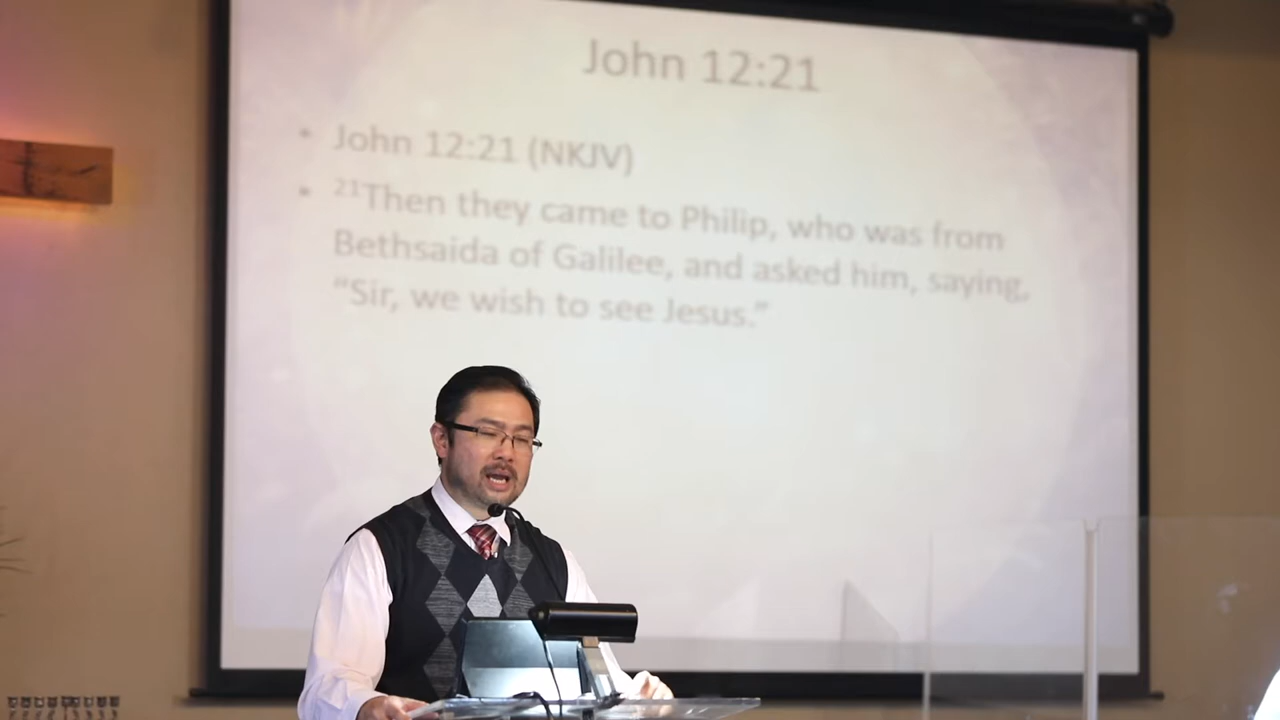 John 12:21
• John 12:21 (NKJV)
• ²¹Then they came to Philip, who was from
Bethsaida of Galilee, and asked him, saying,
“Sir, we wish to see Jesus.”